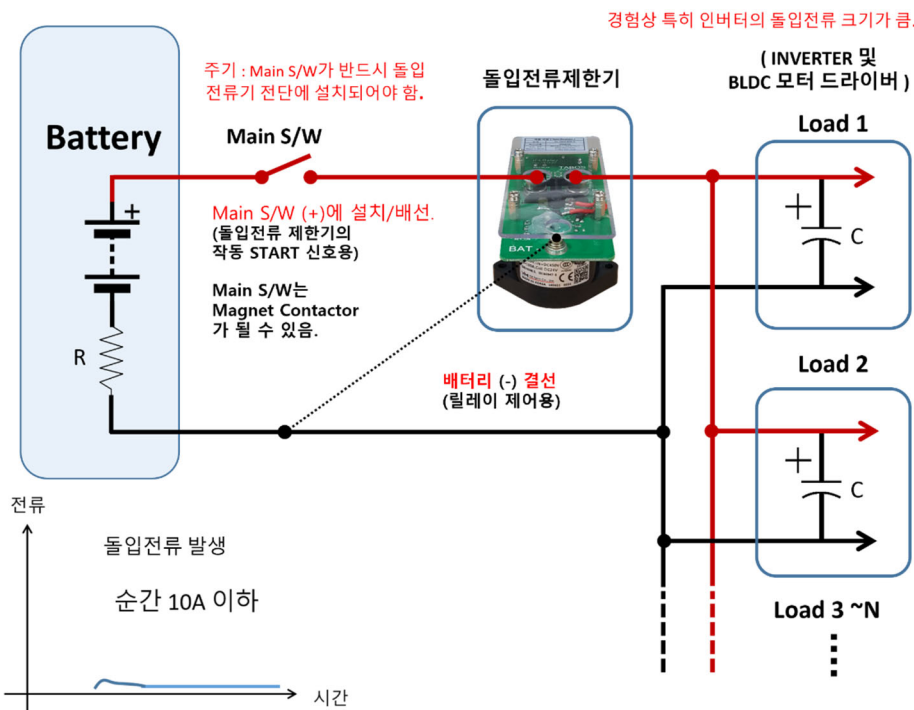 경험상 특히 인버터의 돌입전류 크기가 큼.
( INVERTER 및
BLDC 모터 드라이버 )
주기 : Main S/W가 반드시 돌입
전류기 전단에 설치되어야 함.
돌입전류제한기
Battery
Main S/W
Load 1
+
Main S/W (+)에 설치/배선.
(돌입전류 제한기의
작동 START 신호용)
BAT
+
C
Main S/W는
Magnet Contactor
가 될 수 있음.
R
Load 2
배터리 (-) 결선
(릴레이 제어용)
+
C
전류
돌입전류 발생
순간 10A 이하
Load 3 ~N
시간